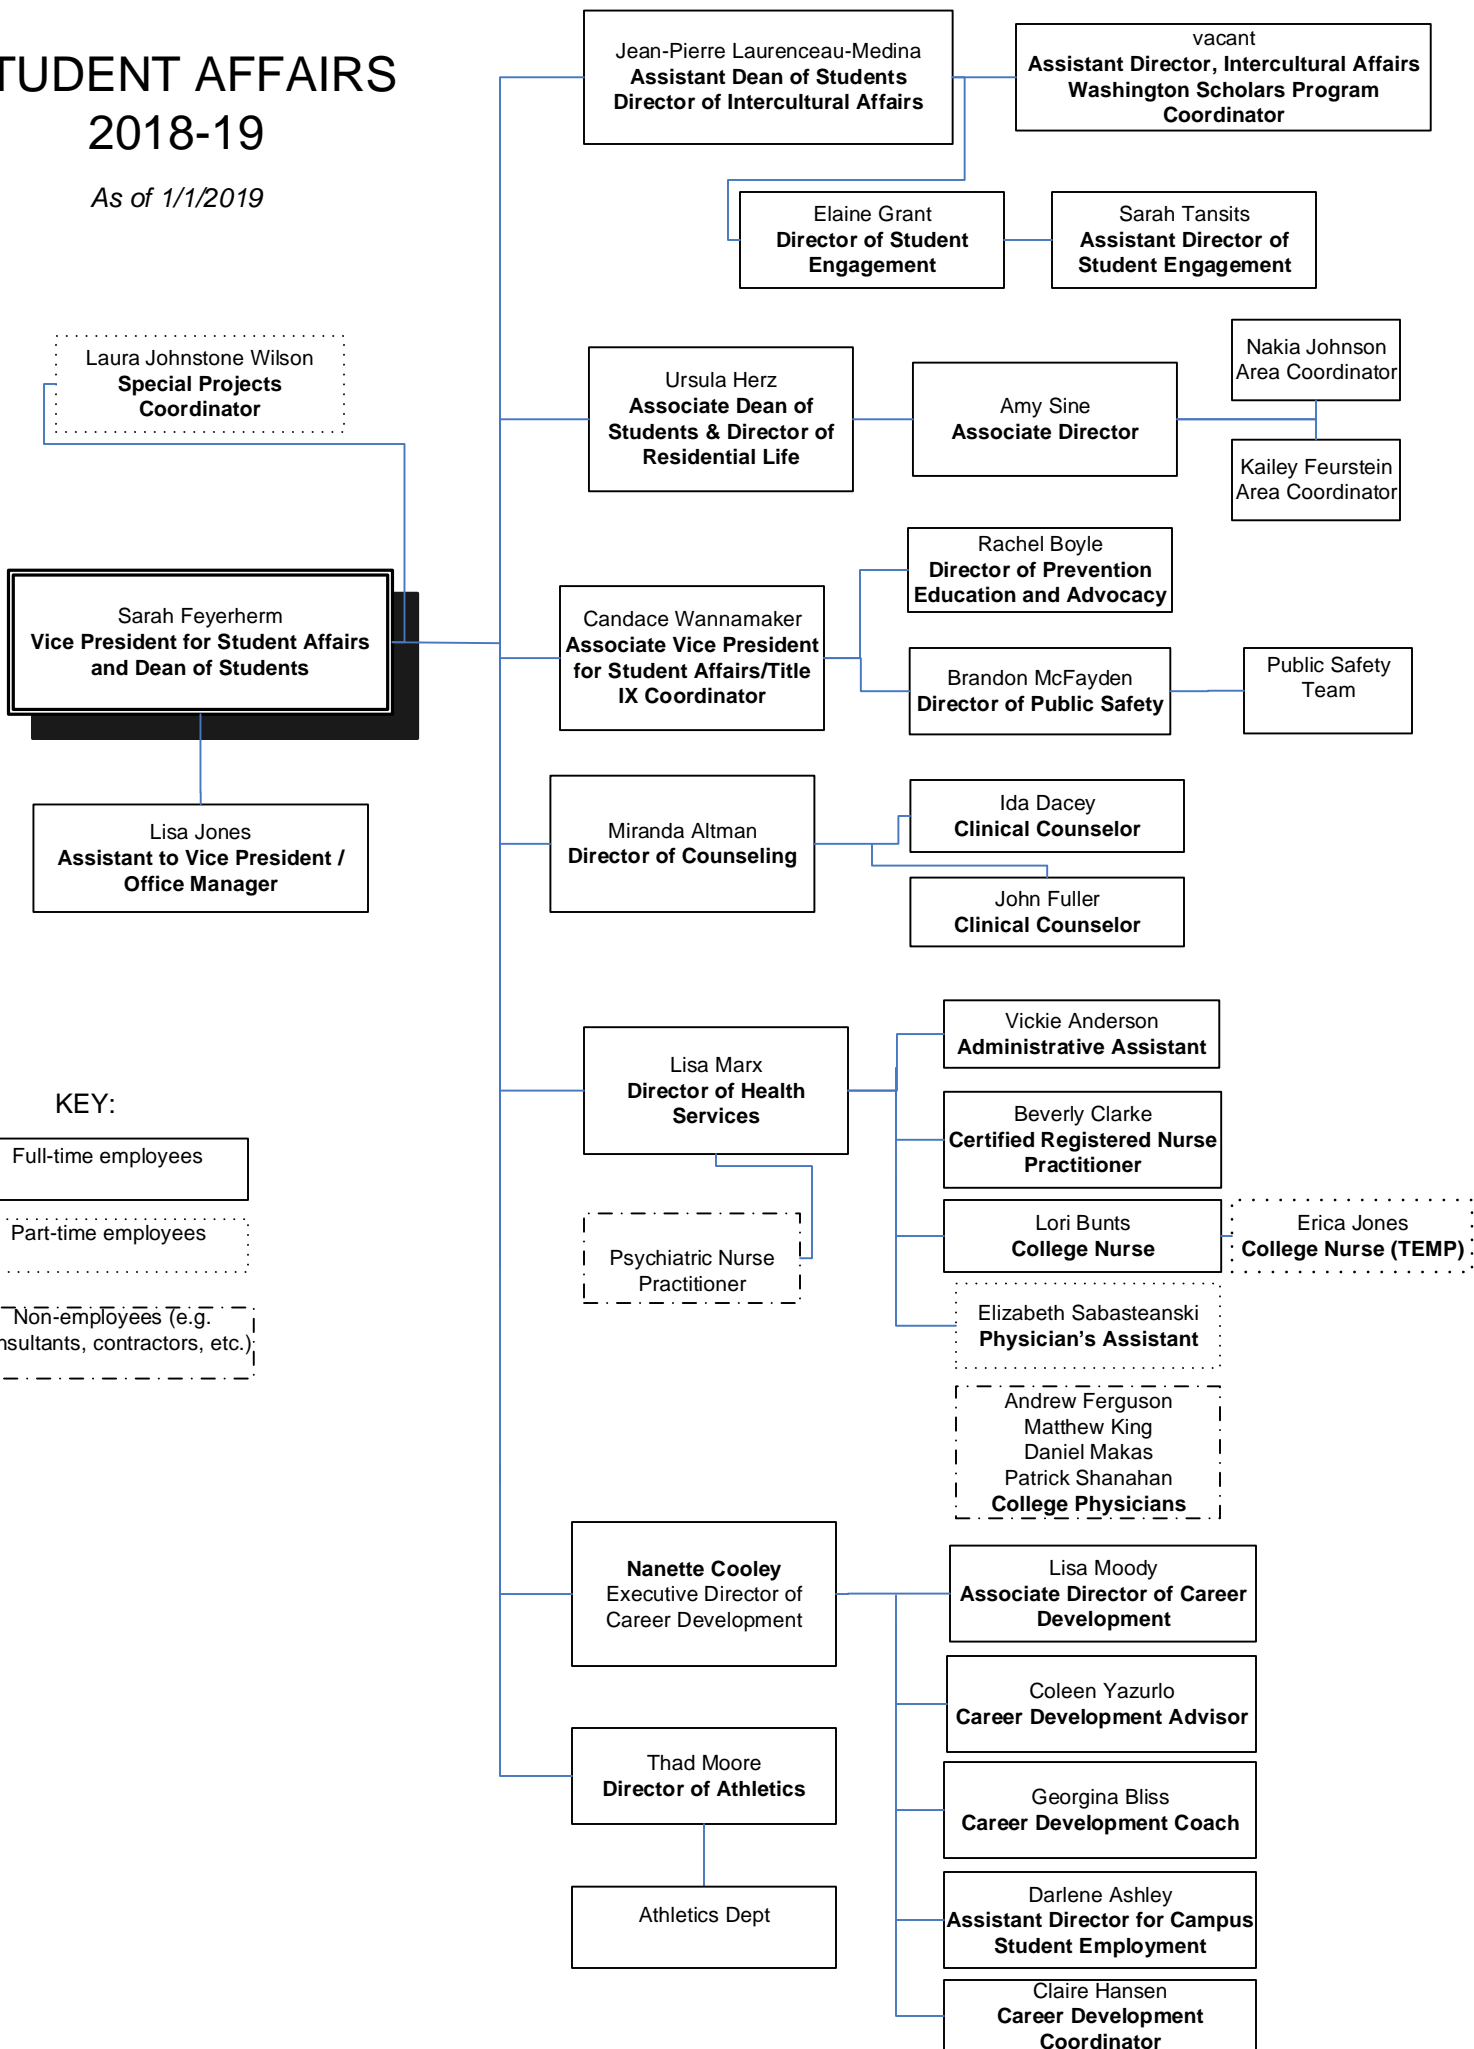 TUDENT AFFAIRS
2018-19
As of 1/1/2019
Jean-Pierre Laurenceau-Medina
Assistant Dean of Students
Director of Intercultural Affairs
vacant
Assistant Director, Intercultural Affairs
Washington Scholars Program
Coordinator
Elaine Grant
Director of Student
Engagement
Sarah Tansits
Assistant Director of
Student Engagement
Laura Johnstone Wilson
Special Projects
Coordinator
Ursula Herz
Associate Dean of
Students & Director of
Residential Life
Amy Sine
Associate Director
Nakia Johnson
Area Coordinator
Kailey Feurstein
Area Coordinator
Sarah Feyerherm
Vice President for Student Affairs
and Dean of Students
Candace Wannamaker
Associate Vice President
for Student Affairs/Title
IX Coordinator
Rachel Boyle
Director of Prevention
Education and Advocacy
Brandon McFayden
Director of Public Safety
Public Safety
Team
Lisa Jones
Assistant to Vice President /
Office Manager
Miranda Altman
Director of Counseling
Ida Dacey
Clinical Counselor
John Fuller
Clinical Counselor
Lisa Marx
Director of Health
Services
Vickie Anderson
Administrative Assistant
Beverly Clarke
Certified Registered Nurse
Practitioner
Lori Bunts
College Nurse
Erica Jones
College Nurse (TEMP)
Psychiatric Nurse
Practitioner
Elizabeth Sabasteanski
Physician's Assistant
Andrew Ferguson
Matthew King
Daniel Makas
Patrick Shanahan
College Physicians
KEY:
Full-time employees
Part-time employees
Non-employees (e.g.
nsultants, contractors, etc.)
Nanette Cooley
Executive Director of
Career Development
Lisa Moody
Associate Director of Career
Development
Coleen Yazurlo
Career Development Advisor
Thad Moore
Director of Athletics
Georgina Bliss
Career Development Coach
Athletics Dept
Darlene Ashley
Assistant Director for Campus
Student Employment
Claire Hansen
Career Development
Coordinator